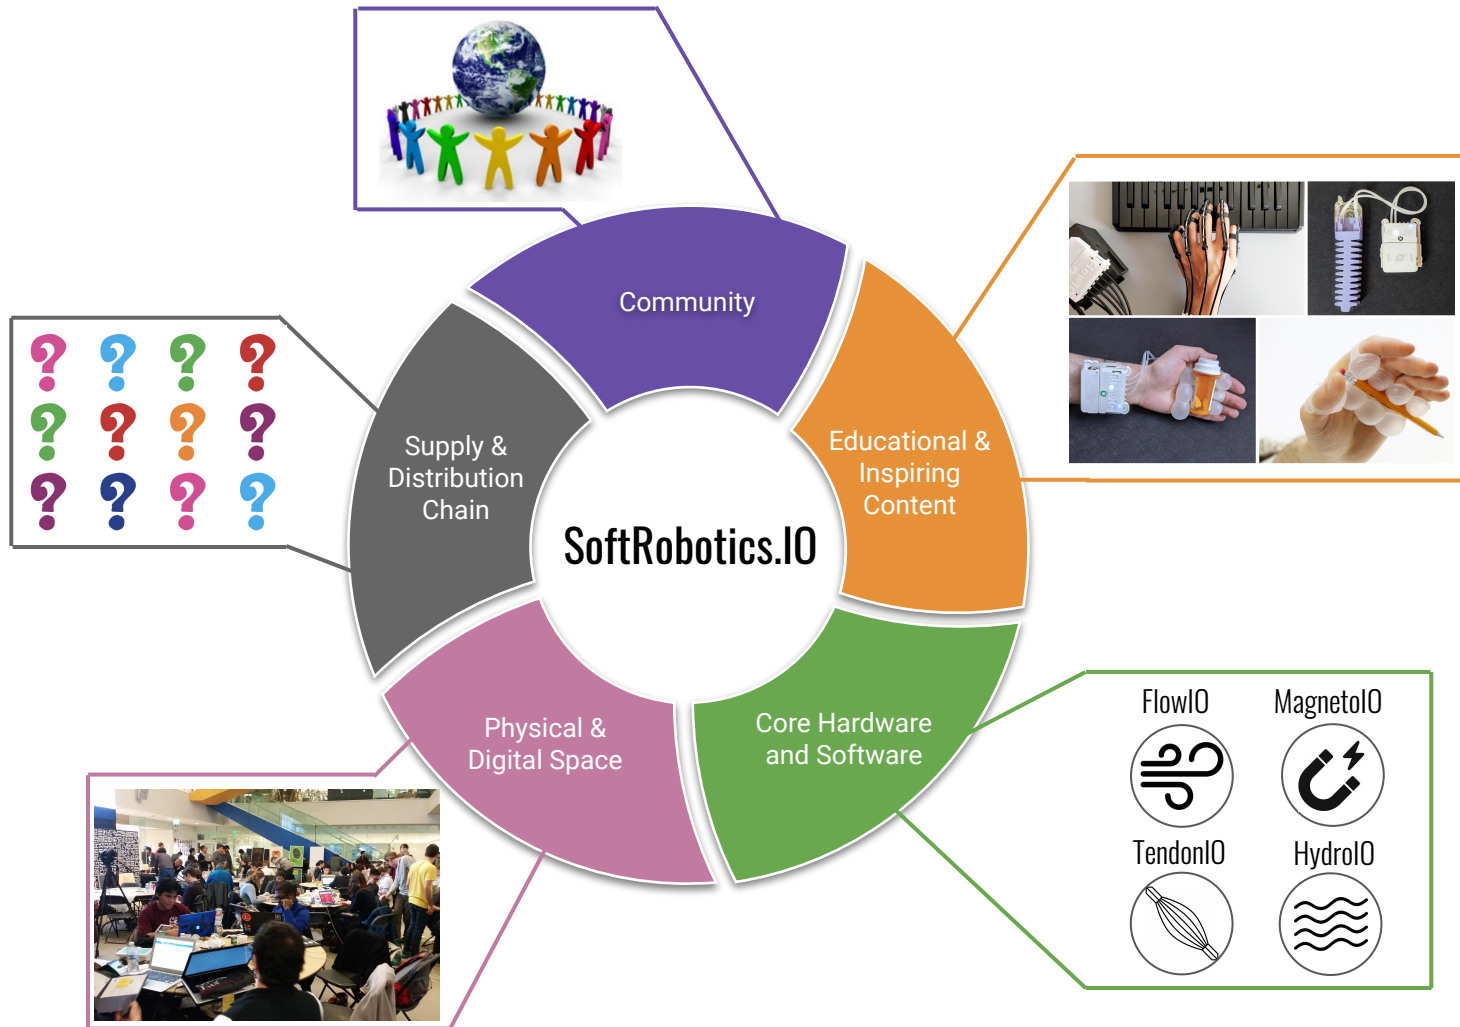 Community
Educational &
Inspiring
Content
Supply &
Distribution
Chain
SoftRobotics.IO
Physical &
Digital Space
Core Hardware
and Software
FlowIO
MagnetoIO
TendonIO
HydroIO
? ? ? ?
? ? ? ?
? ? ? ?